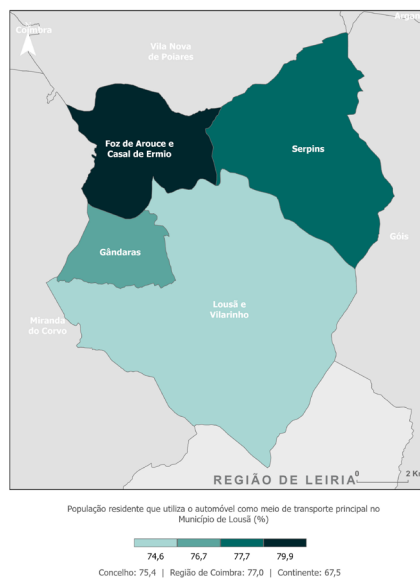 Coimbra
Vila Nova
de Poiares
Foz de Arouce e
Casal de Ermio
Serpins
Góis
Gândaras
Lousã e
Vilarinho
Miranda
do Corvo
REGIÃO DE LEIRIA
0 2
População residente que utiliza o automóvel como meio de transporte principal no
Município de Lousã (%)
74,6 76,7 77,7 79,9
Concelho: 75,4 | Região de Coimbra: 77,0 | Continente: 67,5